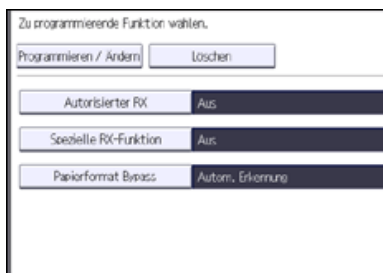 Zu programmierende Funktion wählen.
Programmieren / Ändern Löschen
Autorisierter RX Aus
Spezielle RX-Funktion Aus
Papierformat Bypass Autom. Erkennung